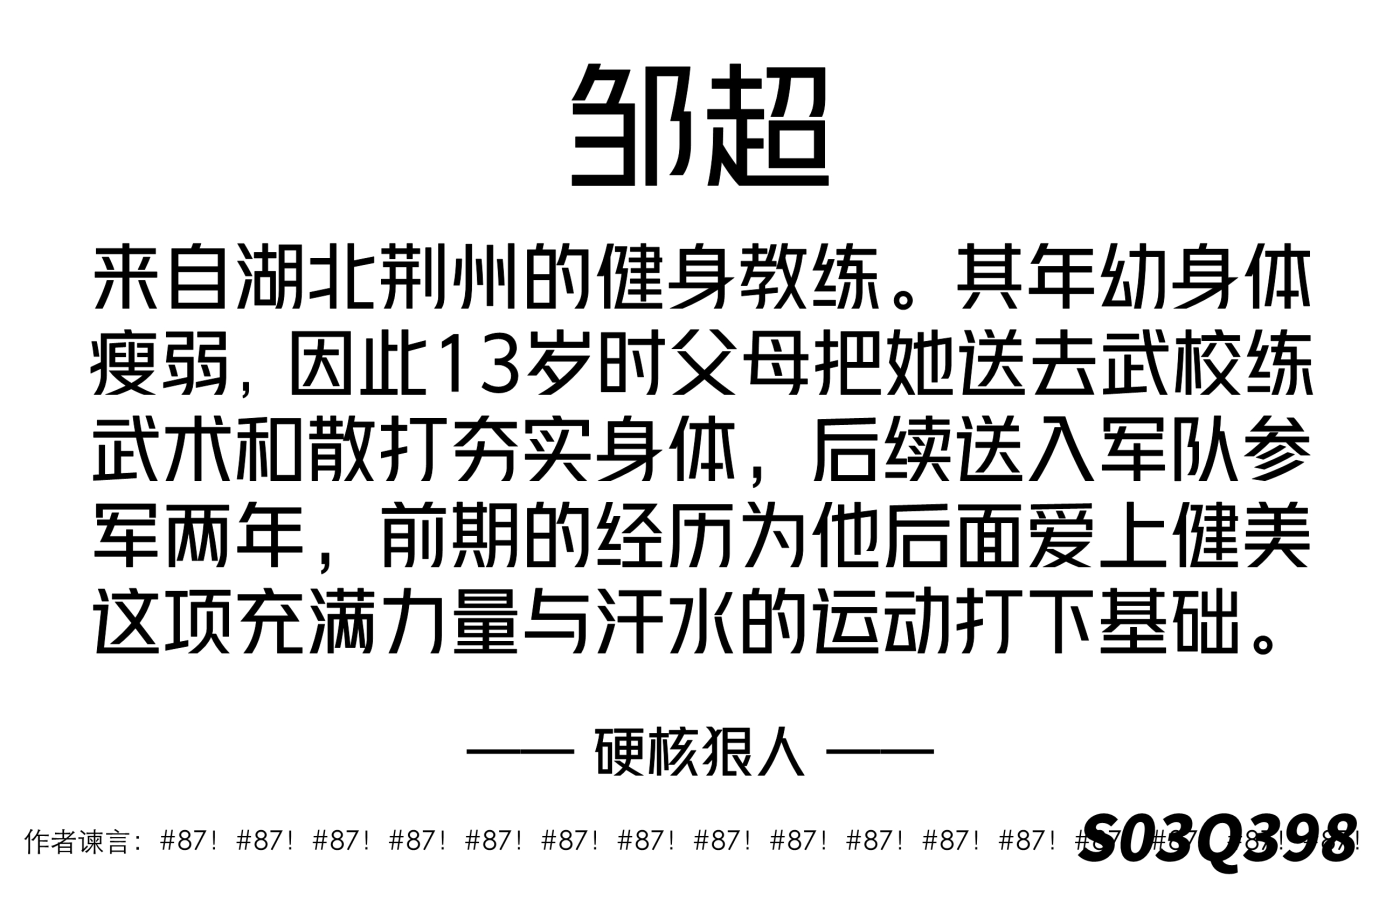 邹超
来自湖北荆州的健身教练。其年幼身体
瘦弱，因此13岁时父母把她送去武校练
武术和散打夯实身体，后续送入军队参
军两年，前期的经历为他后面爱上健美
这项充满力量与汗水的运动打下基础。
—— 硬核狠人 ——
作者谏言：#87! #87! #87! #87! #87! #87! #87! #87! #87! #87! #87! #87! #87! #87! #87! #87!
S03Q398